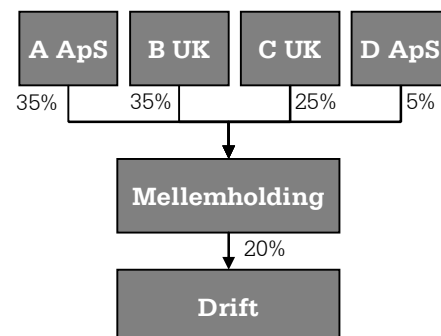 A ApS B UK C UK D ApS
35% 35% 25% 5%
Mellemholding
20%
Drift